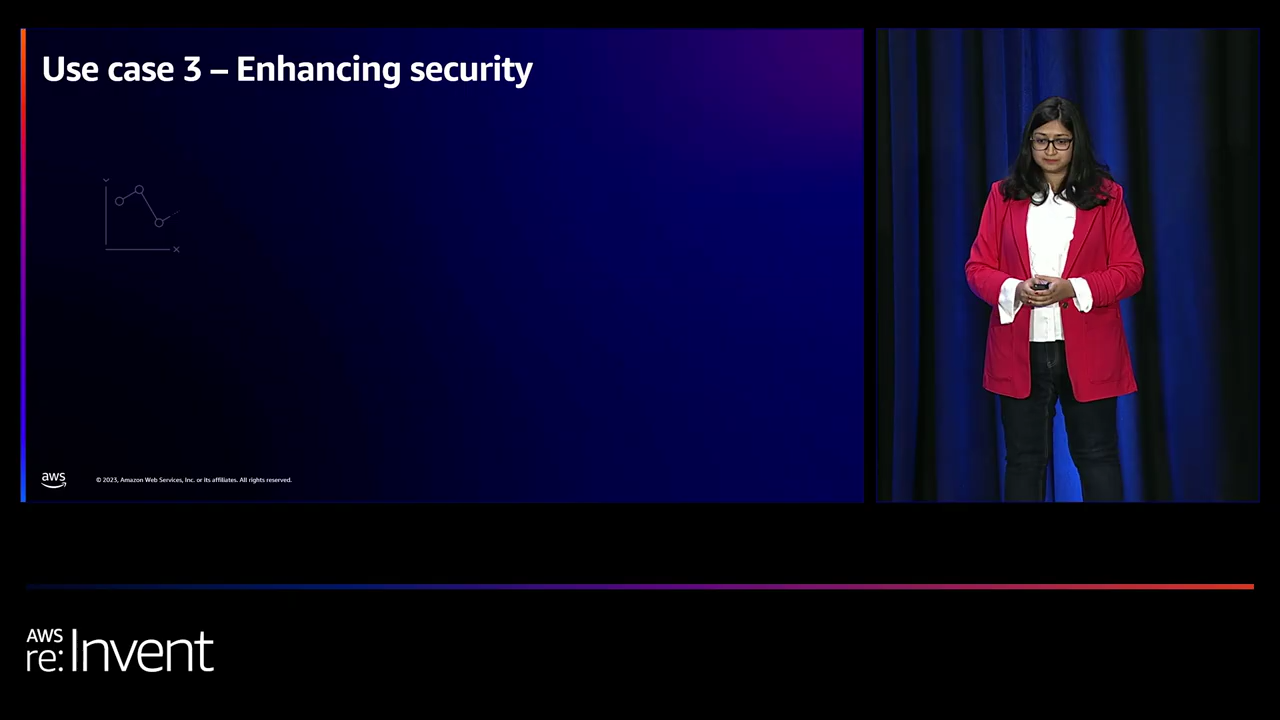 Use case 3 – Enhancing security
aws
© 2023, Amazon Web Services, Inc. or its affiliates. All rights reserved.
AWS
re:Invent